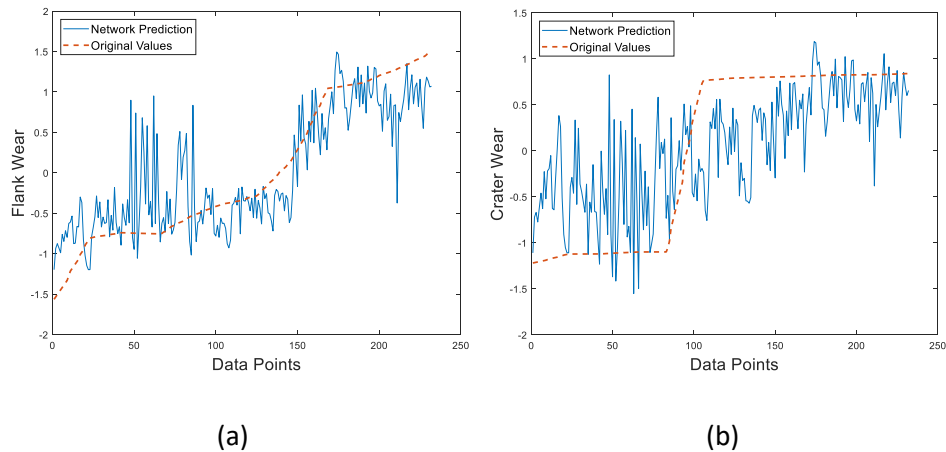 2
1.5
1
0.5
0
-0.5
-1
-1.5
-2
0 50 100 150 200 250
Flank Wear
Data Points
Network Prediction
Original Values
(a)
1.5
1
0.5
0
-0.5
-1
-1.5
-2
0 50 100 150 200 250
Crater Wear
Data Points
Network Prediction
Original Values
(b)